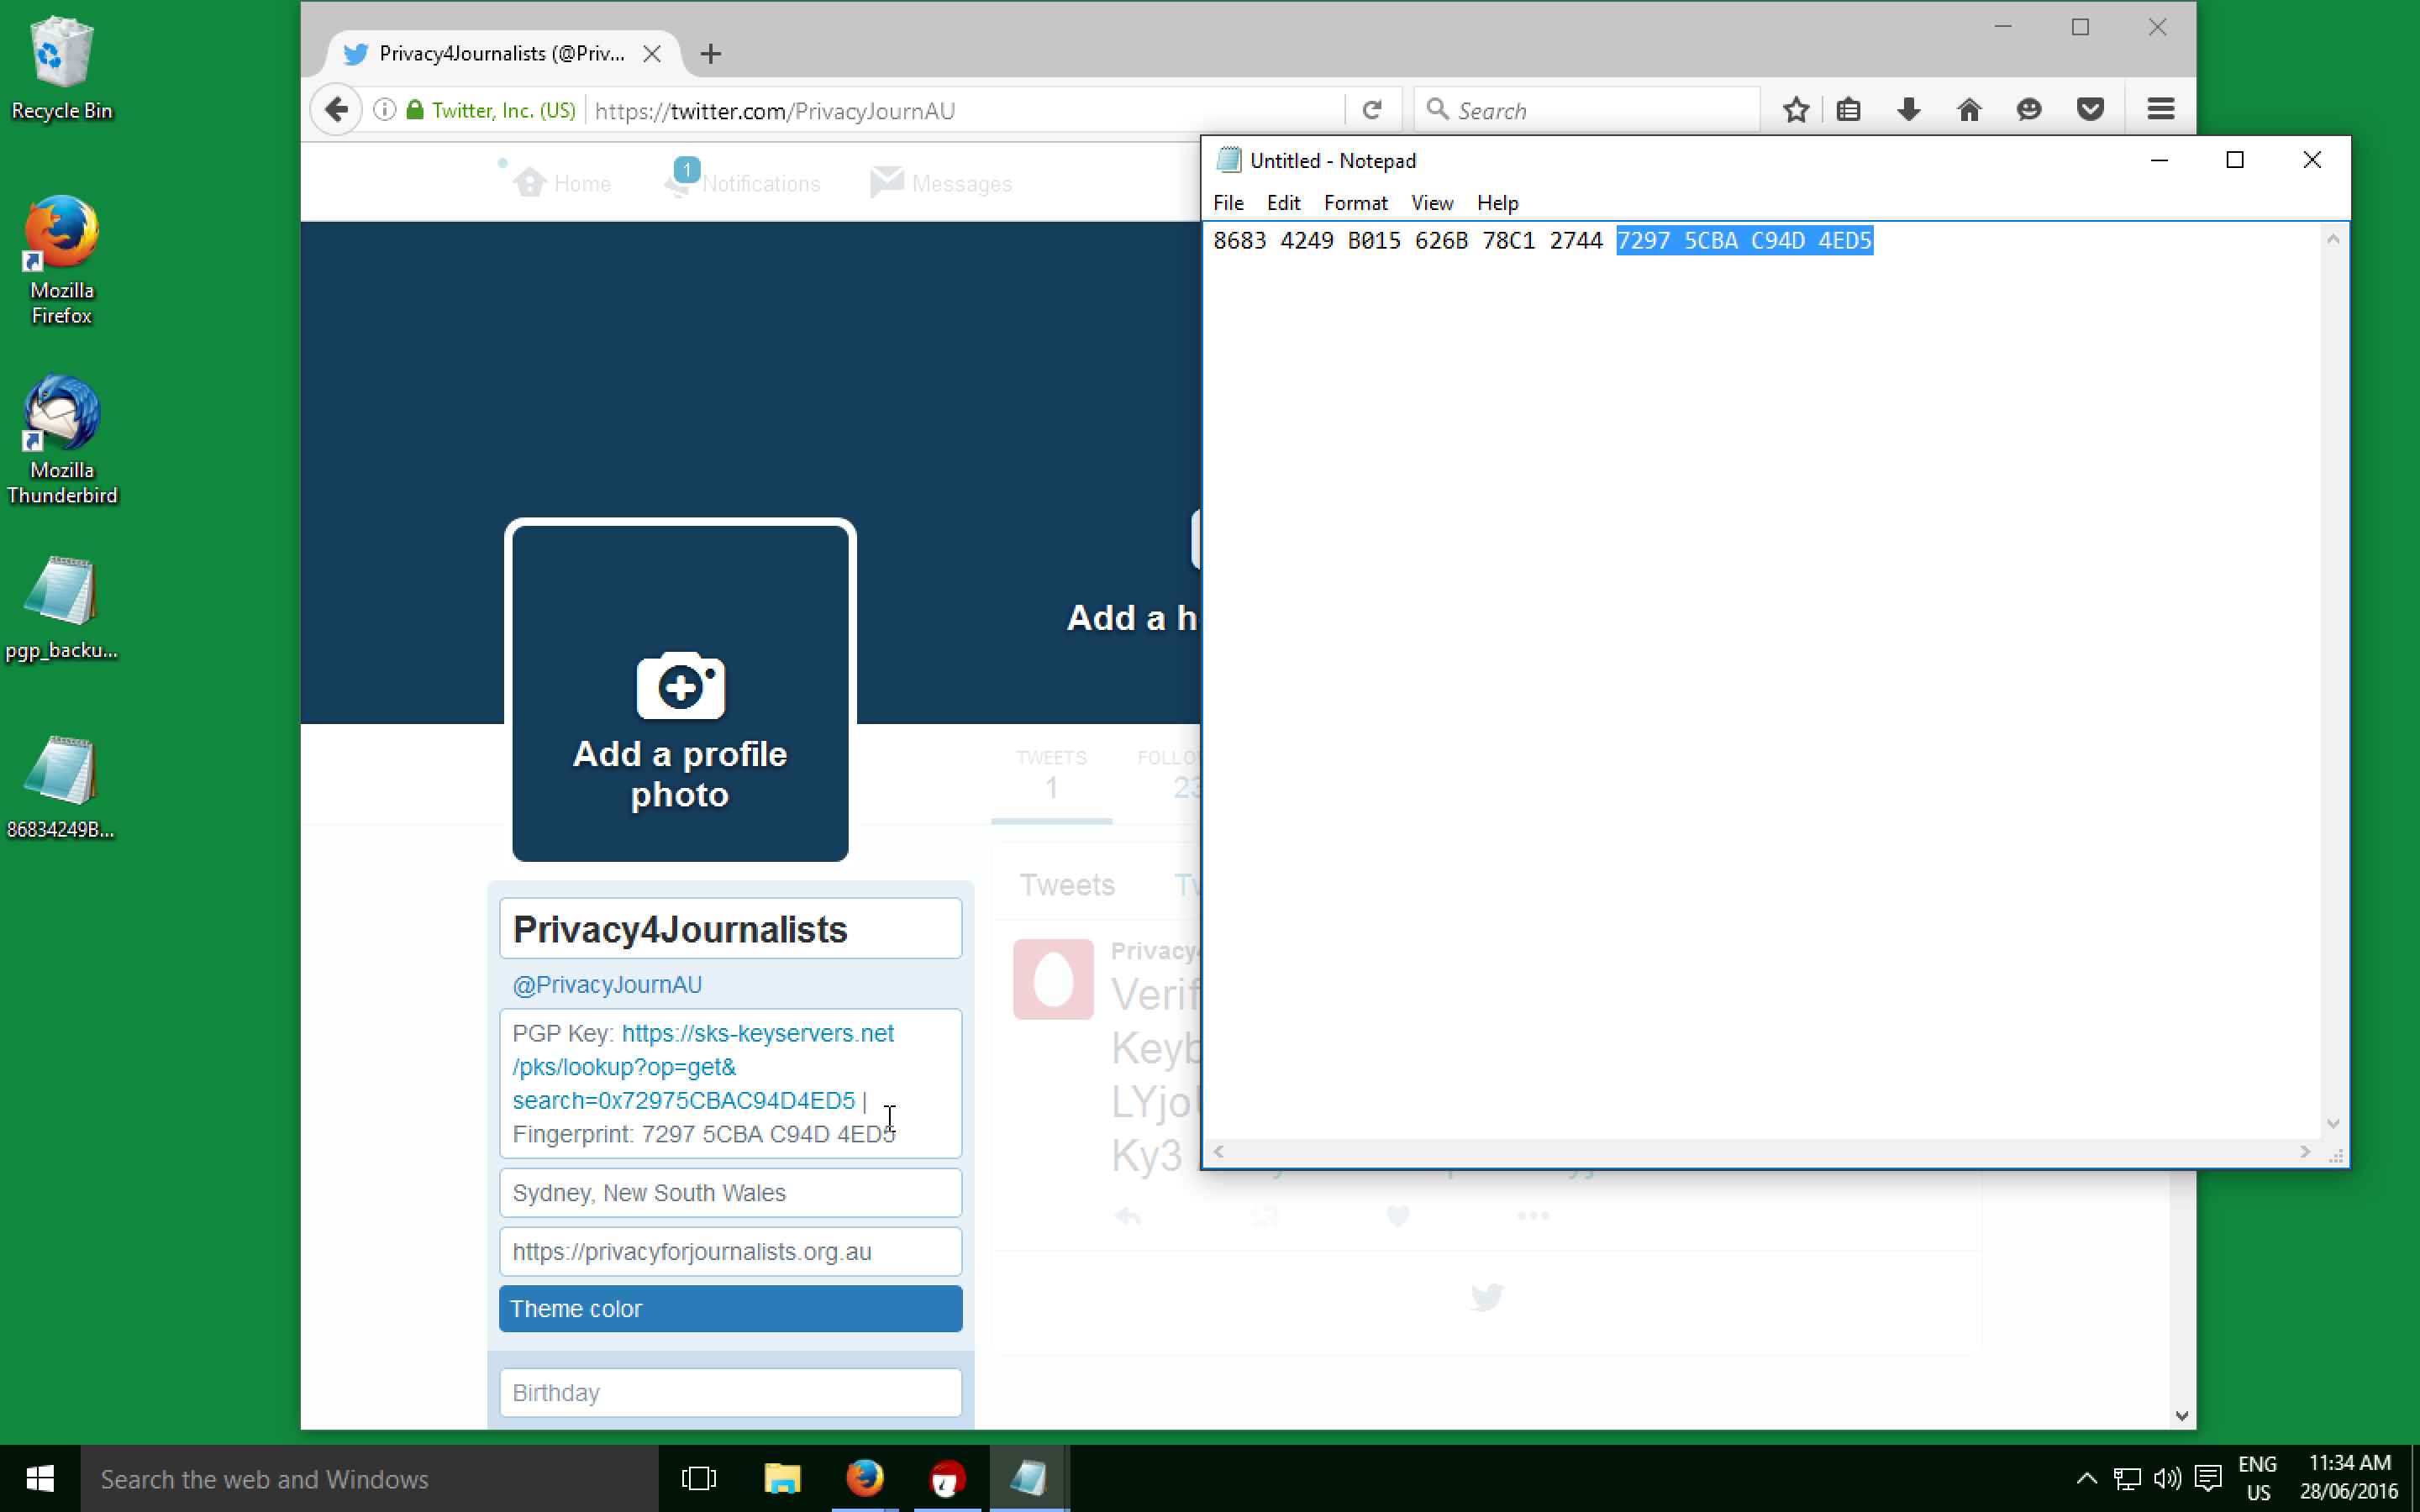 Recycle Bin
Mozilla
Firefox
Mozilla
Thunderbird
pgp_backu...
86834249B...
Privacy4Journalists (@Priv...
Twitter, Inc. (US)
https://twitter.com/PrivacyJournAU
Search
Home
1
Notifications
Messages
Add a h
Add a profile
photo
TWEETS
1
FOLLO
23
Privacy4Journalists
@PrivacyJournAU
PGP Key: https://sks-keyservers.net
/pks/lookup?op=get&
search=0x72975CBAC94D4ED5 |
Fingerprint: 7297 5CBA C94D 4ED5
Sydney, New South Wales
https://privacyforjournalists.org.au
Theme color
Birthday
Tweets Tw
Privacy4
Verif
Keyb
LYjo
Ky3
Untitled - Notepad
File Edit Format View Help
8683 4249 B015 626B 78C1 2744 7297 5CBA C94D 4ED5
Search the web and Windows
ENG
US
11:34 AM
28/06/2016